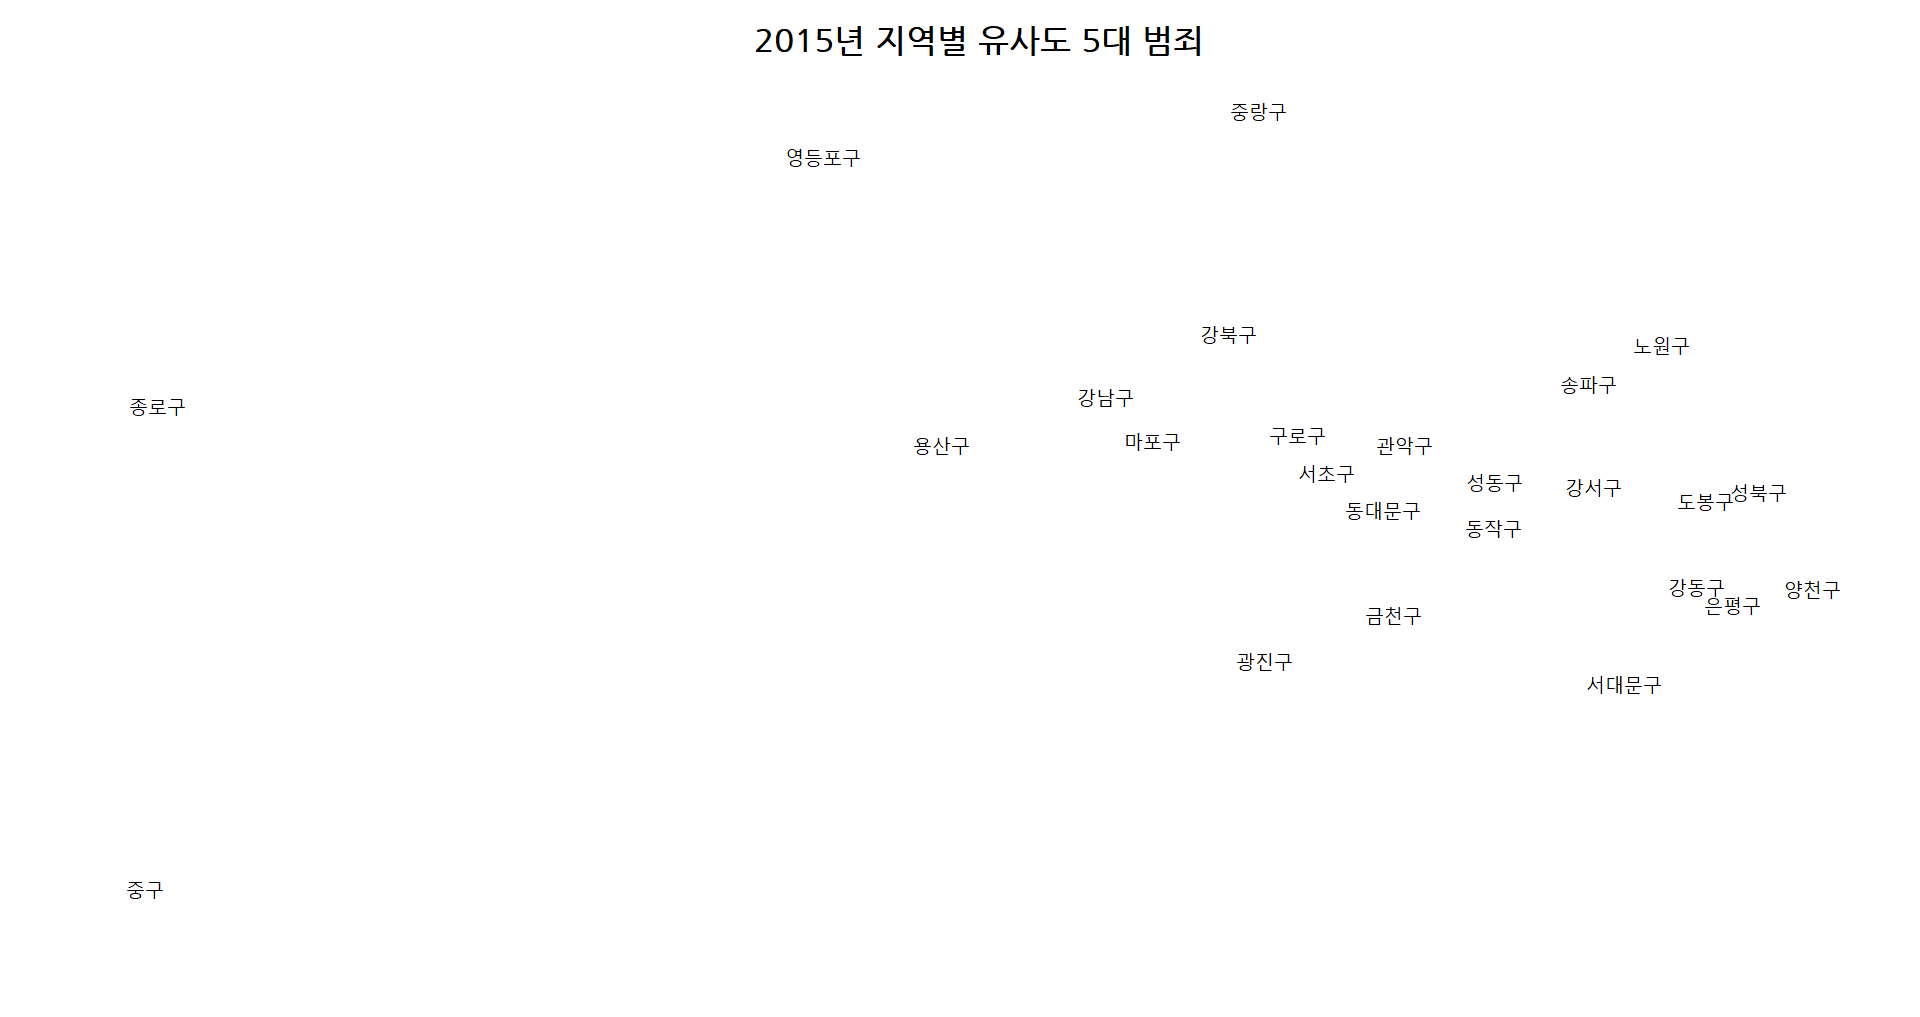 2015년 지역별 유사도 5대 범죄
중랑구
영등포구
강북구
노원구
송파구
강남구
종로구
구로구
마포구
용산구
관악구
서초구
성동구
강서구
성북구
도봉구
동대문구
동작구
강동구
양천구
은평구
금천구
광진구
서대문구
중구